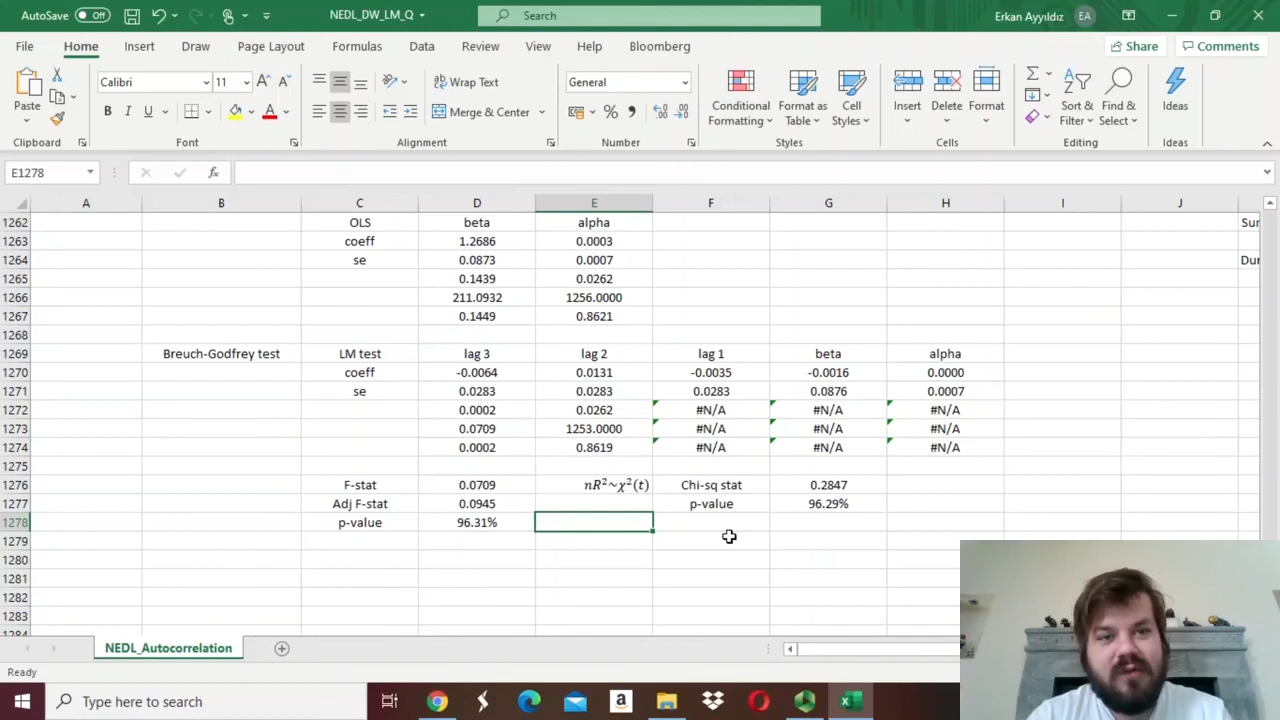 AutoSave Off NEDL_DW_LM_Q Search Erkan Ayyıldız EA
File Home Insert Draw Page Layout Formulas Data Review View Help Bloomberg Share Comments
Paste Calibri 11 Wrap Text General Conditional Formatting Format as Table Cell Styles Insert Delete Format Sort & Filter Find & Select Ideas
B I U A Merge & Center %
Clipboard Font Alignment Number Styles Cells Editing Ideas
E1278 fx
A B C D E F G H I J
1262 OLS beta alpha Sur
1263 coeff 1.2686 0.0003
1264 se 0.0873 0.0007 Dur
1265 0.1439 0.0262
1266 211.0932 1256.0000
1267 0.1449 0.8621
1268
1269 Breuch-Godfrey test LM test lag 3 lag 2 lag 1 beta alpha
1270 coeff -0.0064 0.0131 -0.0035 -0.0016 0.0000
1271 se 0.0283 0.0283 0.0283 0.0876 0.0007
1272 0.0002 0.0262 #N/A #N/A #N/A
1273 0.0709 1253.0000 #N/A #N/A #N/A
1274 0.0002 0.8619 #N/A #N/A #N/A
1275
1276 F-stat 0.0709 nR²~χ²(t) Chi-sq stat 0.2847
1277 Adj F-stat 0.0945 p-value 96.29%
1278 p-value 96.31%
1279
1280
1281
1282
1283
1284
NEDL_Autocorrelation
Ready
Type here to search